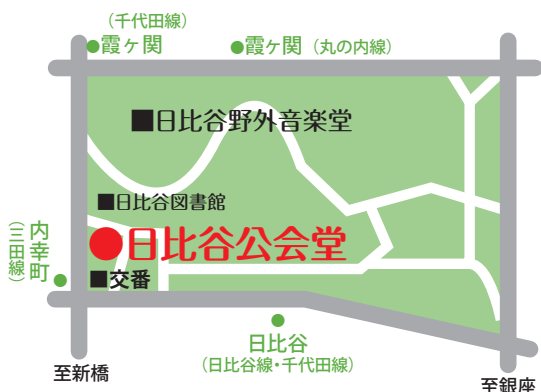 (千代田線)
●霞ヶ関
●霞ヶ関 (丸の内線)
■日比谷野外音楽堂
■日比谷図書館
●日比谷公会堂
内幸町
(三田線)
■交番
日比谷
(日比谷線・千代田線)
至新橋
至銀座